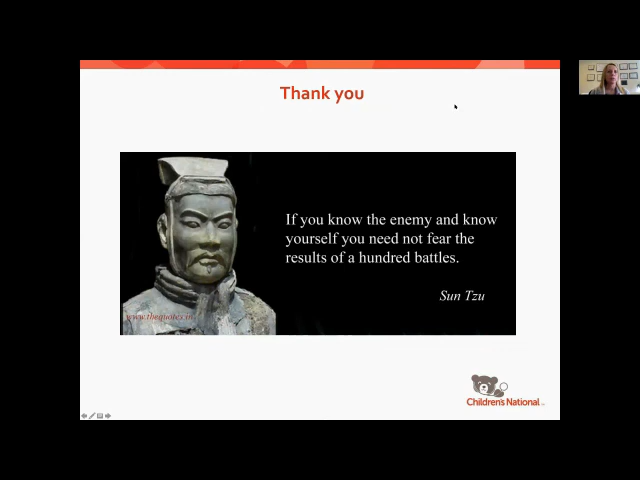 Thank you
If you know the enemy and know
yourself you need not fear the
results of a hundred battles.
Sun Tzu
www.thequote.in
Children's National